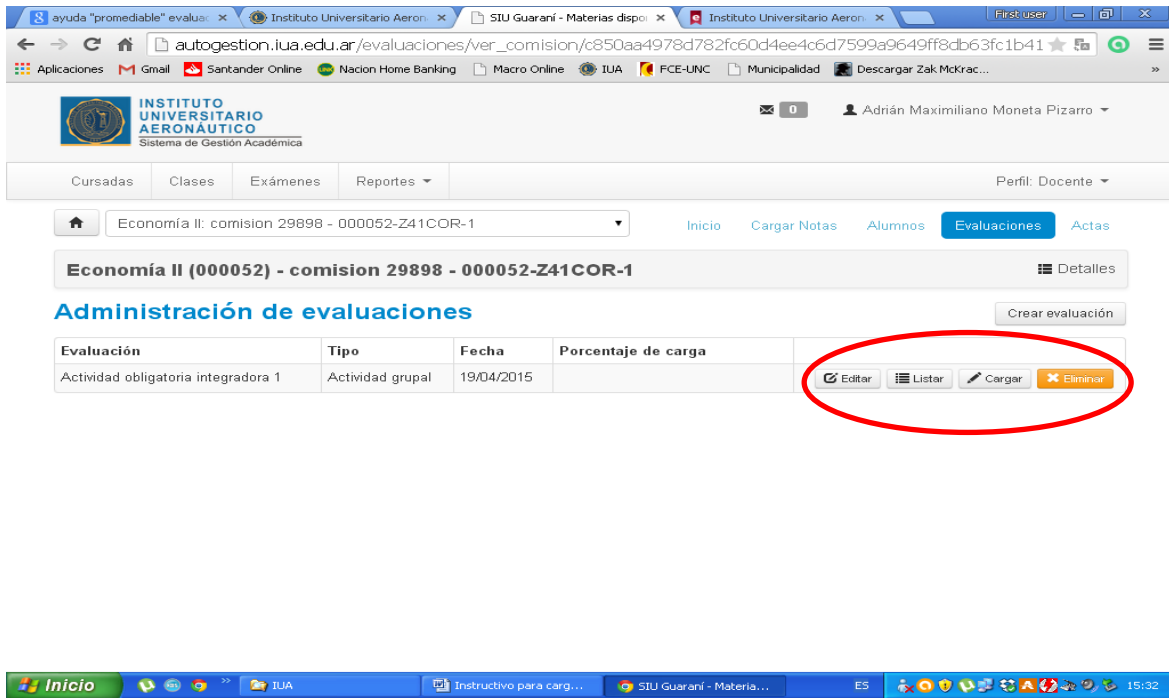 ayuda "promediable" evaluac
Instituto Universitario Aeron
SIU Guaraní - Materias dispo
Instituto Universitario Aeron
First user
autogestion.iua.edu.ar/evaluaciones/ver_comision/c850aa4978d782fc60d4ee4c6d7599a9649ff8db63fc1b41
Aplicaciones Gmail Santander Online Nacion Home Banking Macro Online IUA FCE-UNC Municipalidad Descargar Zak McKrac... »
INSTITUTO
UNIVERSITARIO
AERONÁUTICO
Sistema de Gestión Académica
0
Adrián Maximiliano Moneta Pizarro
Cursadas Clases Exámenes Reportes Perfil: Docente
Economía II: comision 29898 - 000052-Z41COR-1
Inicio Cargar Notas Alumnos Evaluaciones Actas
Economía II (000052) - comision 29898 - 000052-Z41COR-1 Detalles
Administración de evaluaciones Crear evaluación
Evaluación Tipo Fecha Porcentaje de carga
Actividad obligatoria integradora 1 Actividad grupal 19/04/2015 Editar Listar Cargar Eliminar
Inicio » IUA Instructivo para carg... SIU Guaraní - Materia... ES 15:32